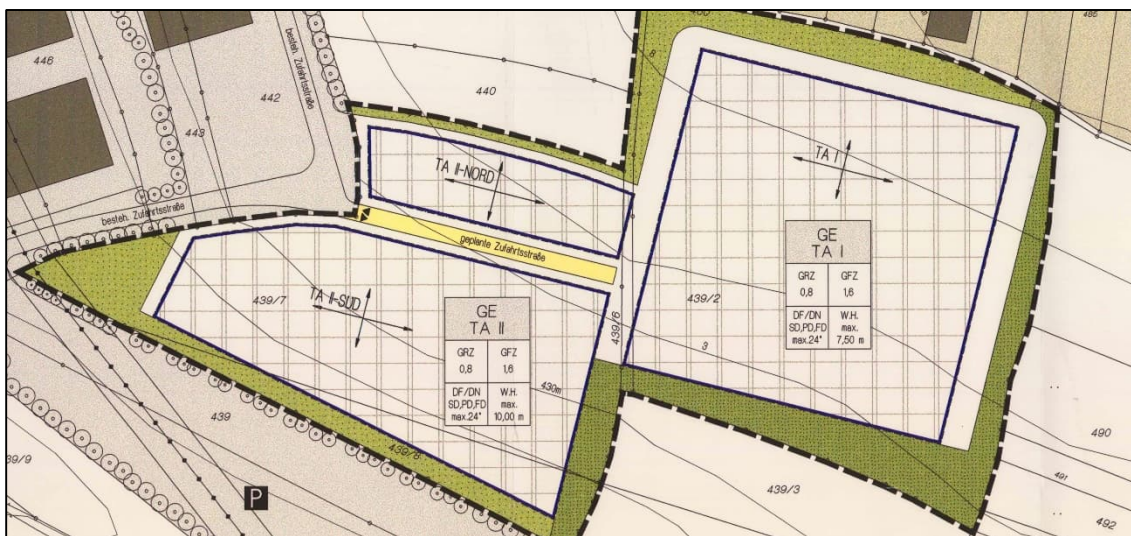 446
442
443
440
485
besteh. Zufahrtsstraße
besteh. Zufahrtsstraße
8
TA II-NORD
TA I
geplante Zufahrtsstraße
TA II-SÜD
439/7
439/6
439/2
3
GE
TA I
GRZ
0,8
GFZ
1,6
DF/DN
SD,PD,FD
max.24°
W.H.
max.
7,50 m
GE
TA II
GRZ
0,8
GFZ
1,6
DF/DN
SD,PD,FD
max.24°
W.H.
max.
10,00 m
430m
439
439/8
439/3
490
491
492
P